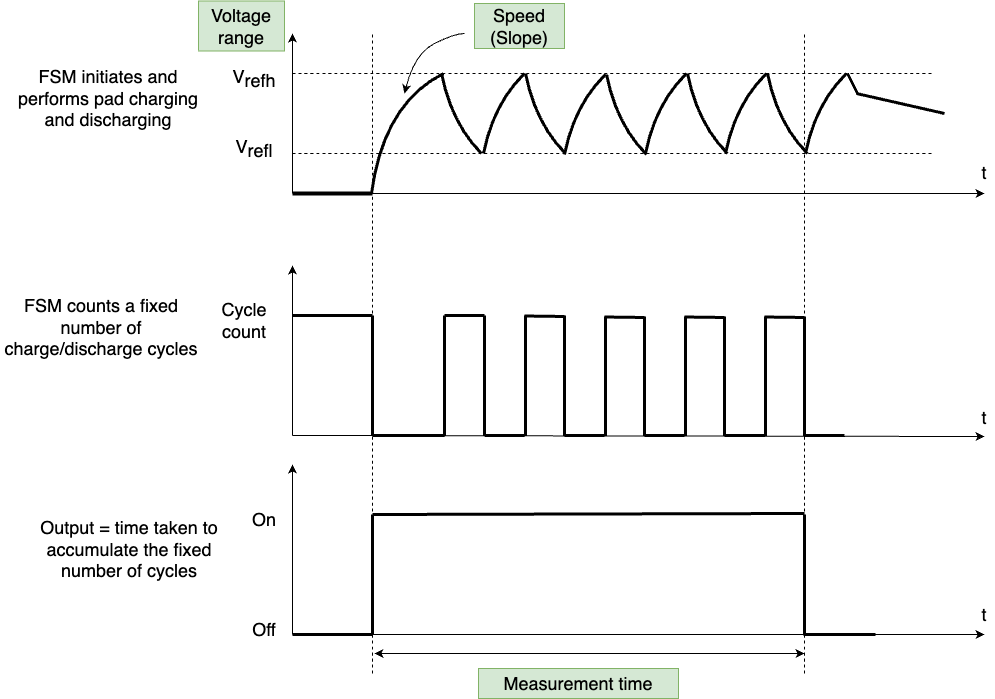 Voltage
range
Speed
(Slope)
FSM initiates and
performs pad charging
and discharging
Vrefh
Vrefl
t
FSM counts a fixed
number of
charge/discharge cycles
Cycle
count
t
Output = time taken to
accumulate the fixed
number of cycles
On
Off
t
Measurement time